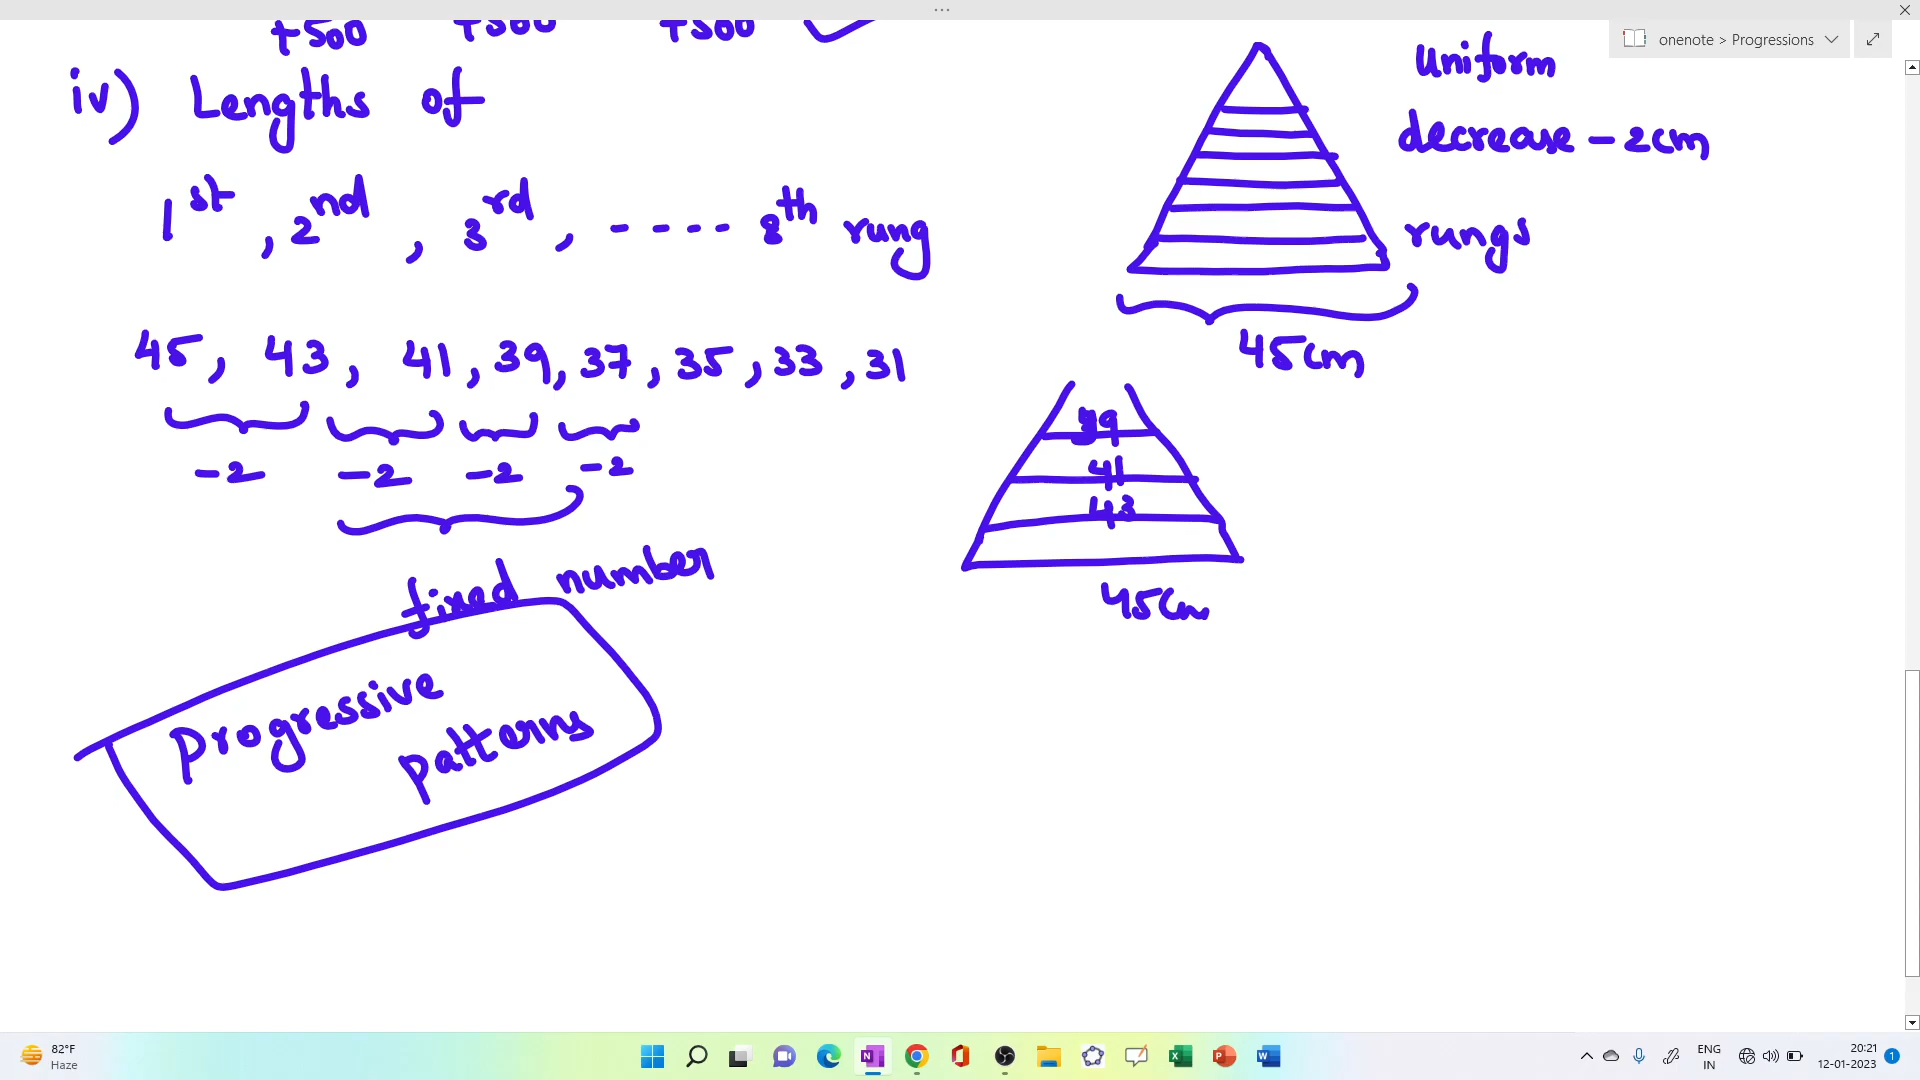 +500 +500 +500
iv) Lengths of
1st, 2nd, 3rd, ----- 8th rung
45, 43, 41, 39, 37, 35, 33, 31
-2 -2 -2 -2
fixed number
Progressive
patterns
Uniform
decrease - 2cm
rungs
45cm
39
41
43
45cm
onenote > Progressions
82°F
Haze
ENG
IN
20:21
12-01-2023
1